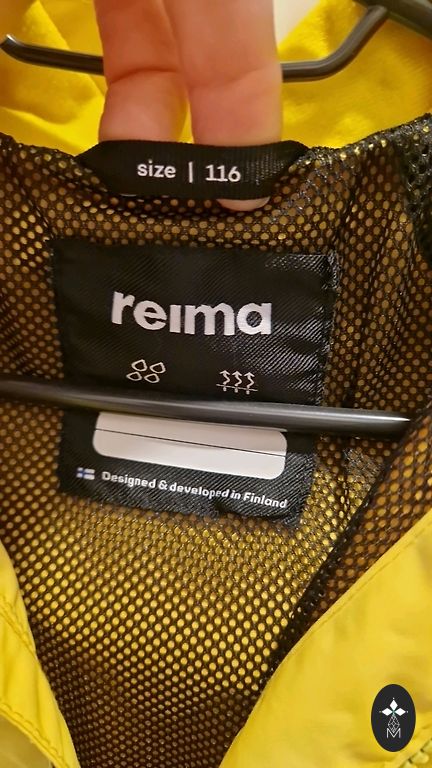 size | 116
reima
Designed & developed in Finland